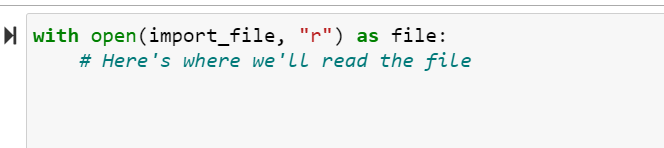 with open(import_file, "r") as file:
    # Here's where we'll read the file